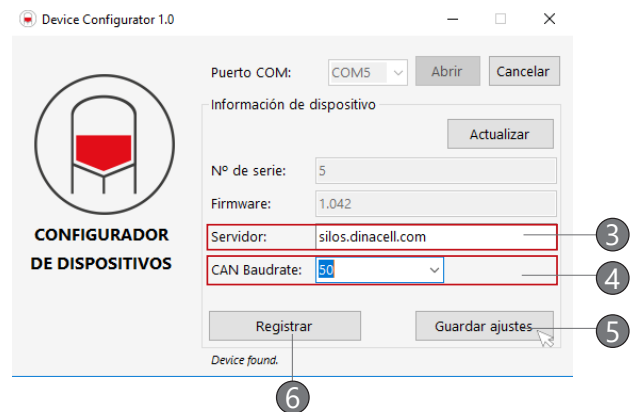 Device Configurator 1.0
Puerto COM: COM5 Abrir Cancelar
Información de dispositivo
Actualizar
Nº de serie: 5
Firmware: 1.042
CONFIGURADOR
DE DISPOSITIVOS
Servidor: silos.dinacell.com 3
CAN Baudrate: 50 4
Registrar Guardar ajustes 5
Device found.
6